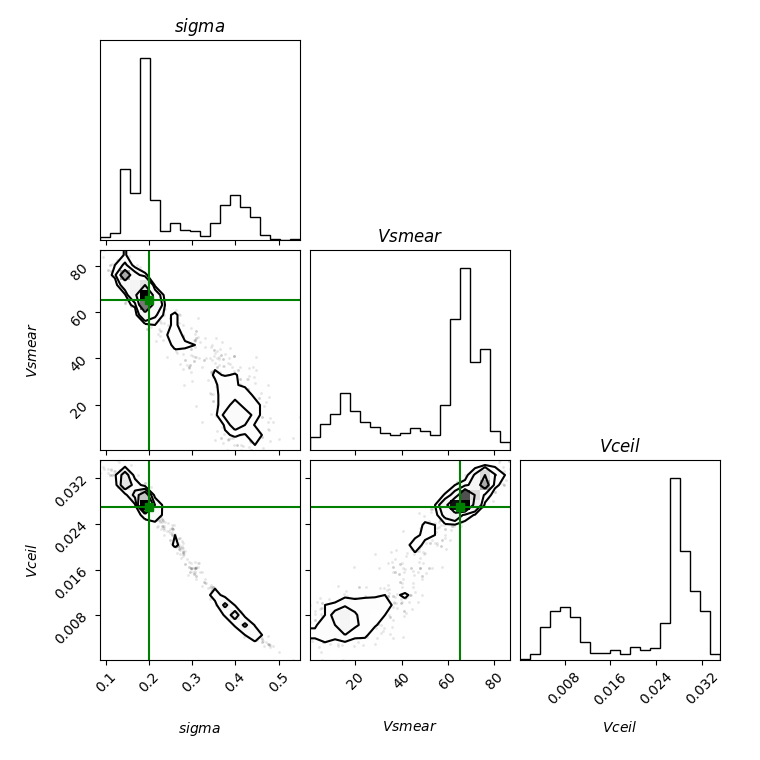 sigma
Vsmear
80
60
40
20
Vsmear
Vceil
0.032
0.024
0.016
0.008
Vceil
0.1 0.2 0.3 0.4 0.5
20 40 60 80
0.008 0.016 0.024 0.032
sigma Vsmear Vceil